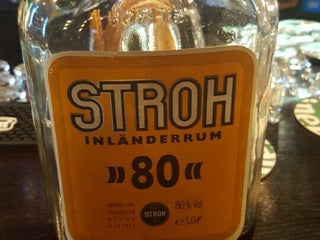 STROH
INLÄNDERRUM
»80«
80% Vol
STROH
e 1,0ℓ